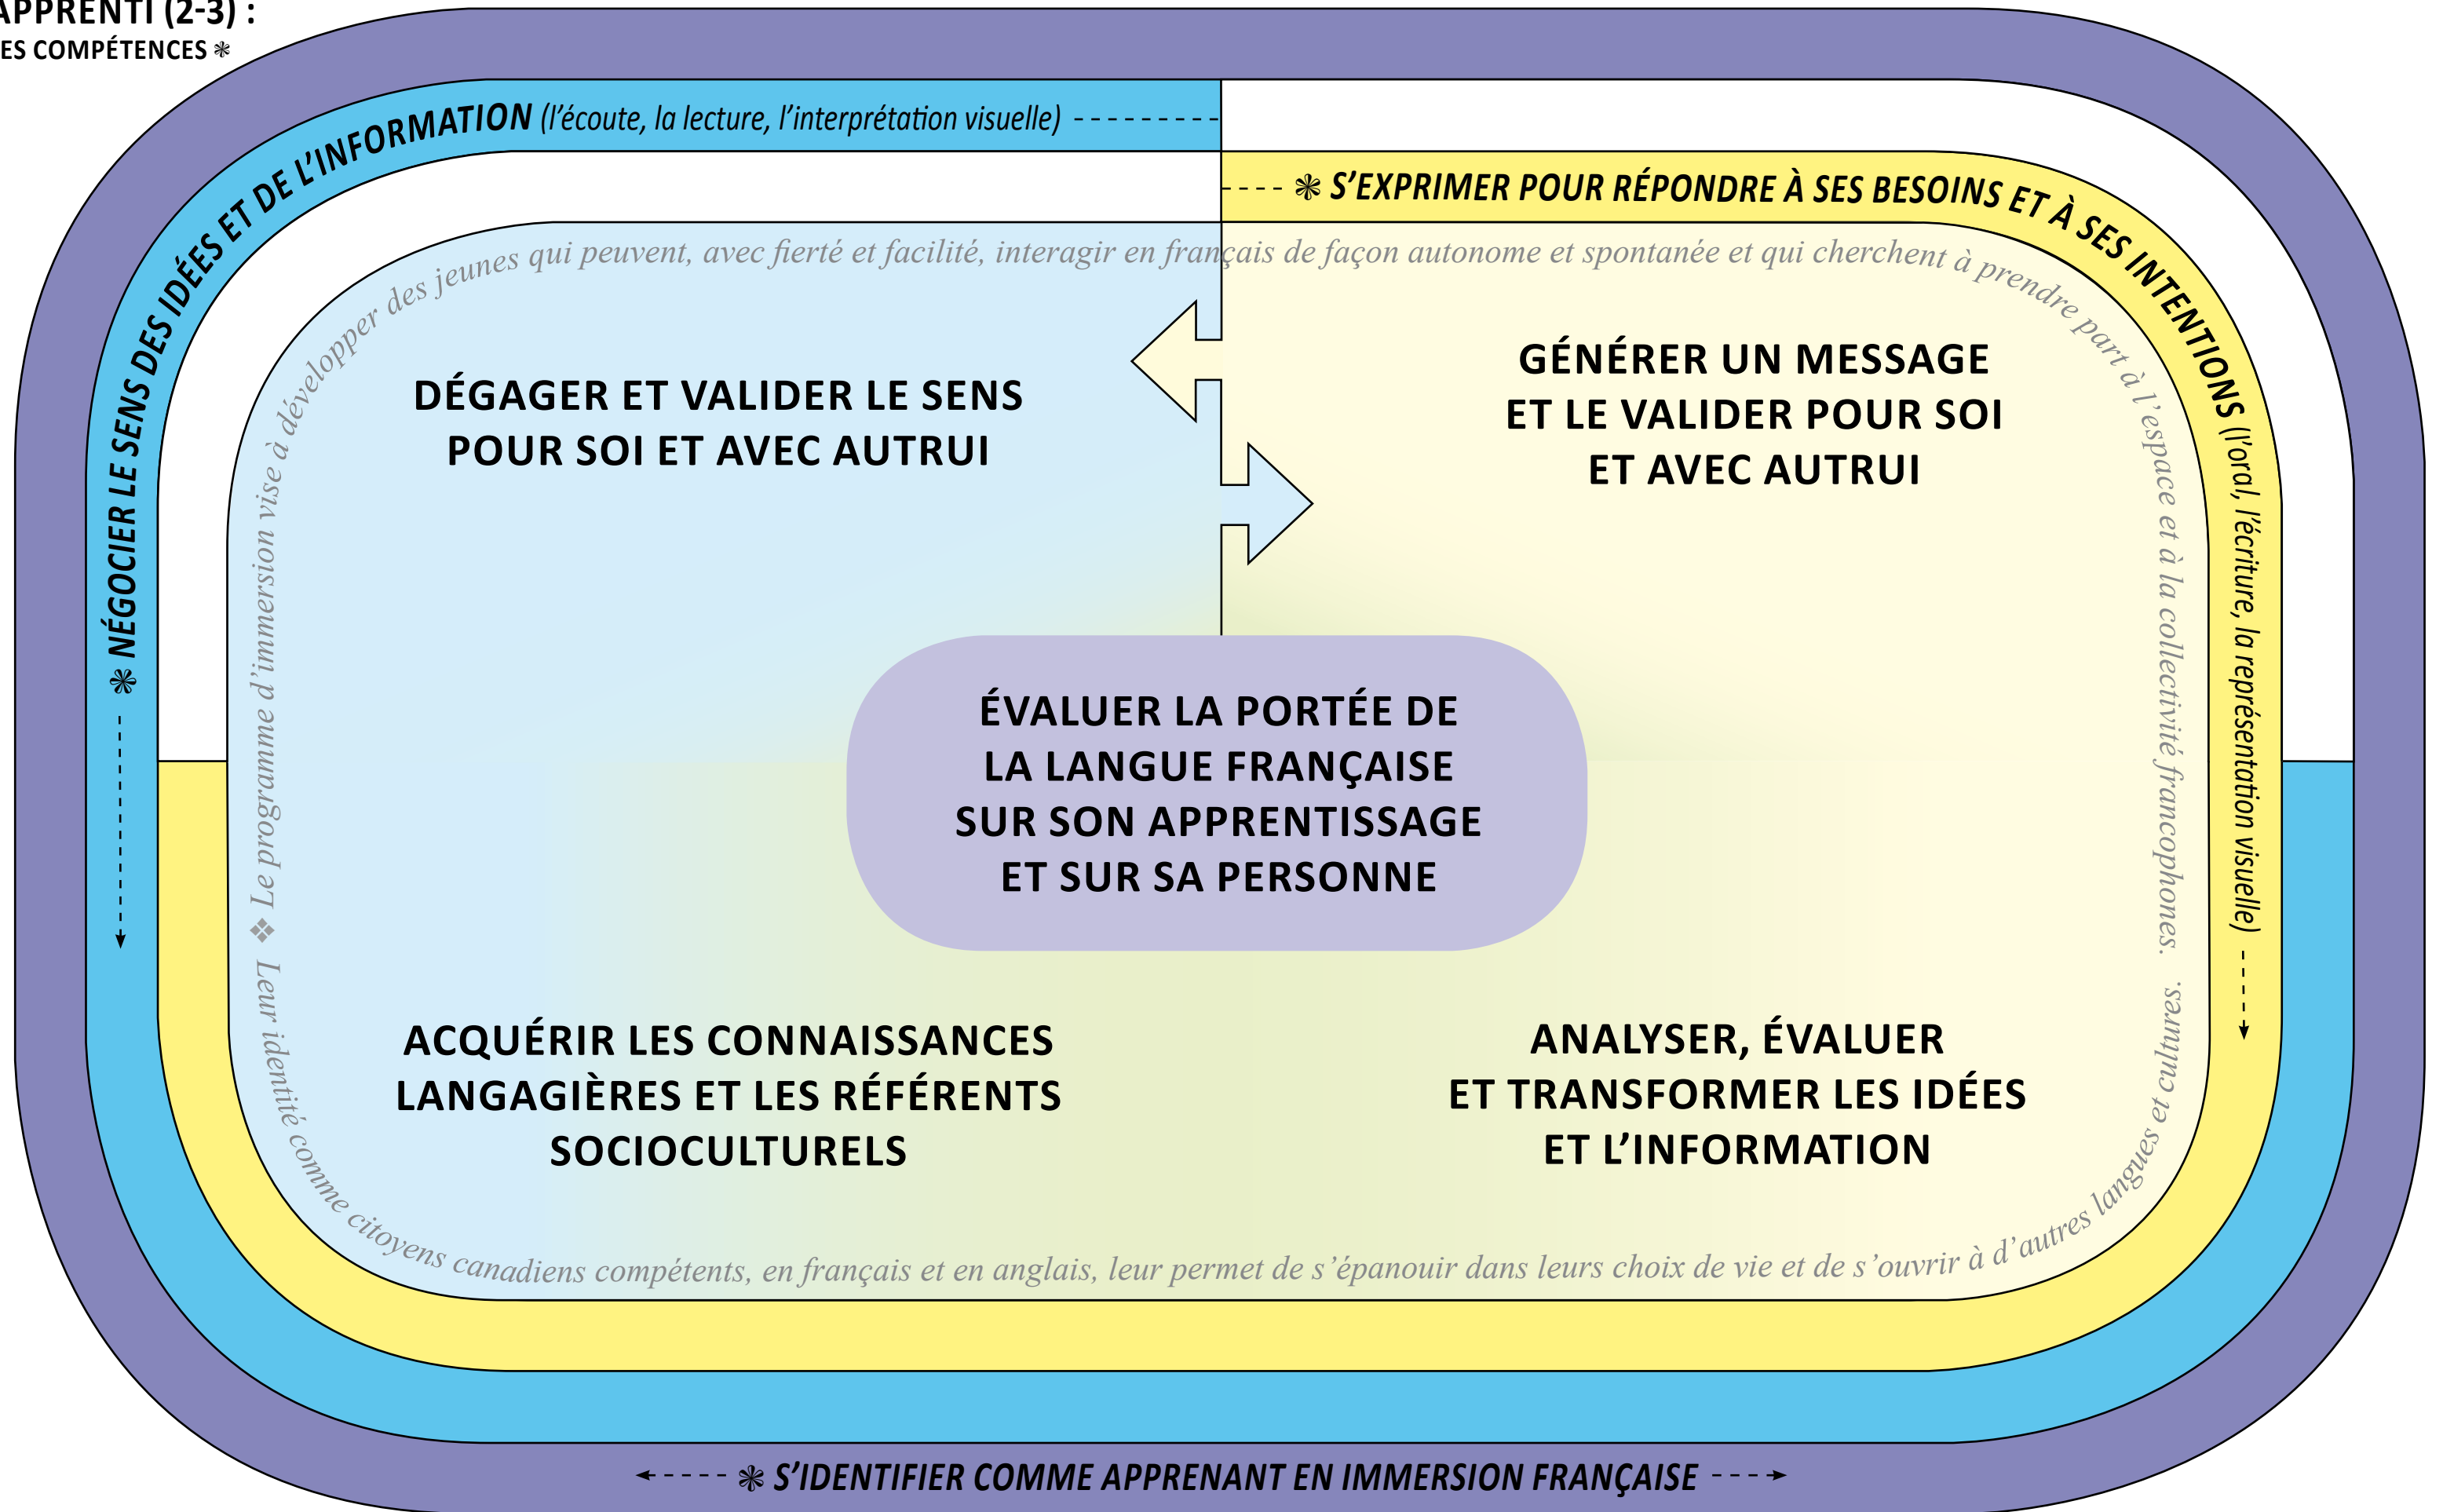 APPRENTI (2-3) :
ES COMPÉTENCES ❃
❃ NÉGOCIER LE SENS DES IDÉES ET DE L’INFORMATION (l’écoute, la lecture, l’interprétation visuelle)
❃ S’EXPRIMER POUR RÉPONDRE À SES BESOINS ET À SES INTENTIONS (l’oral, l’écriture, la représentation visuelle)
❖ Le programme d’immersion vise à développer des jeunes qui peuvent, avec fierté et facilité, interagir en français de façon autonome et spontanée et qui cherchent à prendre part à l’espace et à la collectivité francophones.
DÉGAGER ET VALIDER LE SENS
POUR SOI ET AVEC AUTRUI
GÉNÉRER UN MESSAGE
ET LE VALIDER POUR SOI
ET AVEC AUTRUI
ÉVALUER LA PORTÉE DE
LA LANGUE FRANÇAISE
SUR SON APPRENTISSAGE
ET SUR SA PERSONNE
ACQUÉRIR LES CONNAISSANCES
LANGAGIÈRES ET LES RÉFÉRENTS
SOCIOCULTURELS
ANALYSER, ÉVALUER
ET TRANSFORMER LES IDÉES
ET L’INFORMATION
Leur identité comme citoyens canadiens compétents, en français et en anglais, leur permet de s’épanouir dans leurs choix de vie et de s’ouvrir à d’autres langues et cultures.
❃ S’IDENTIFIER COMME APPRENANT EN IMMERSION FRANÇAISE